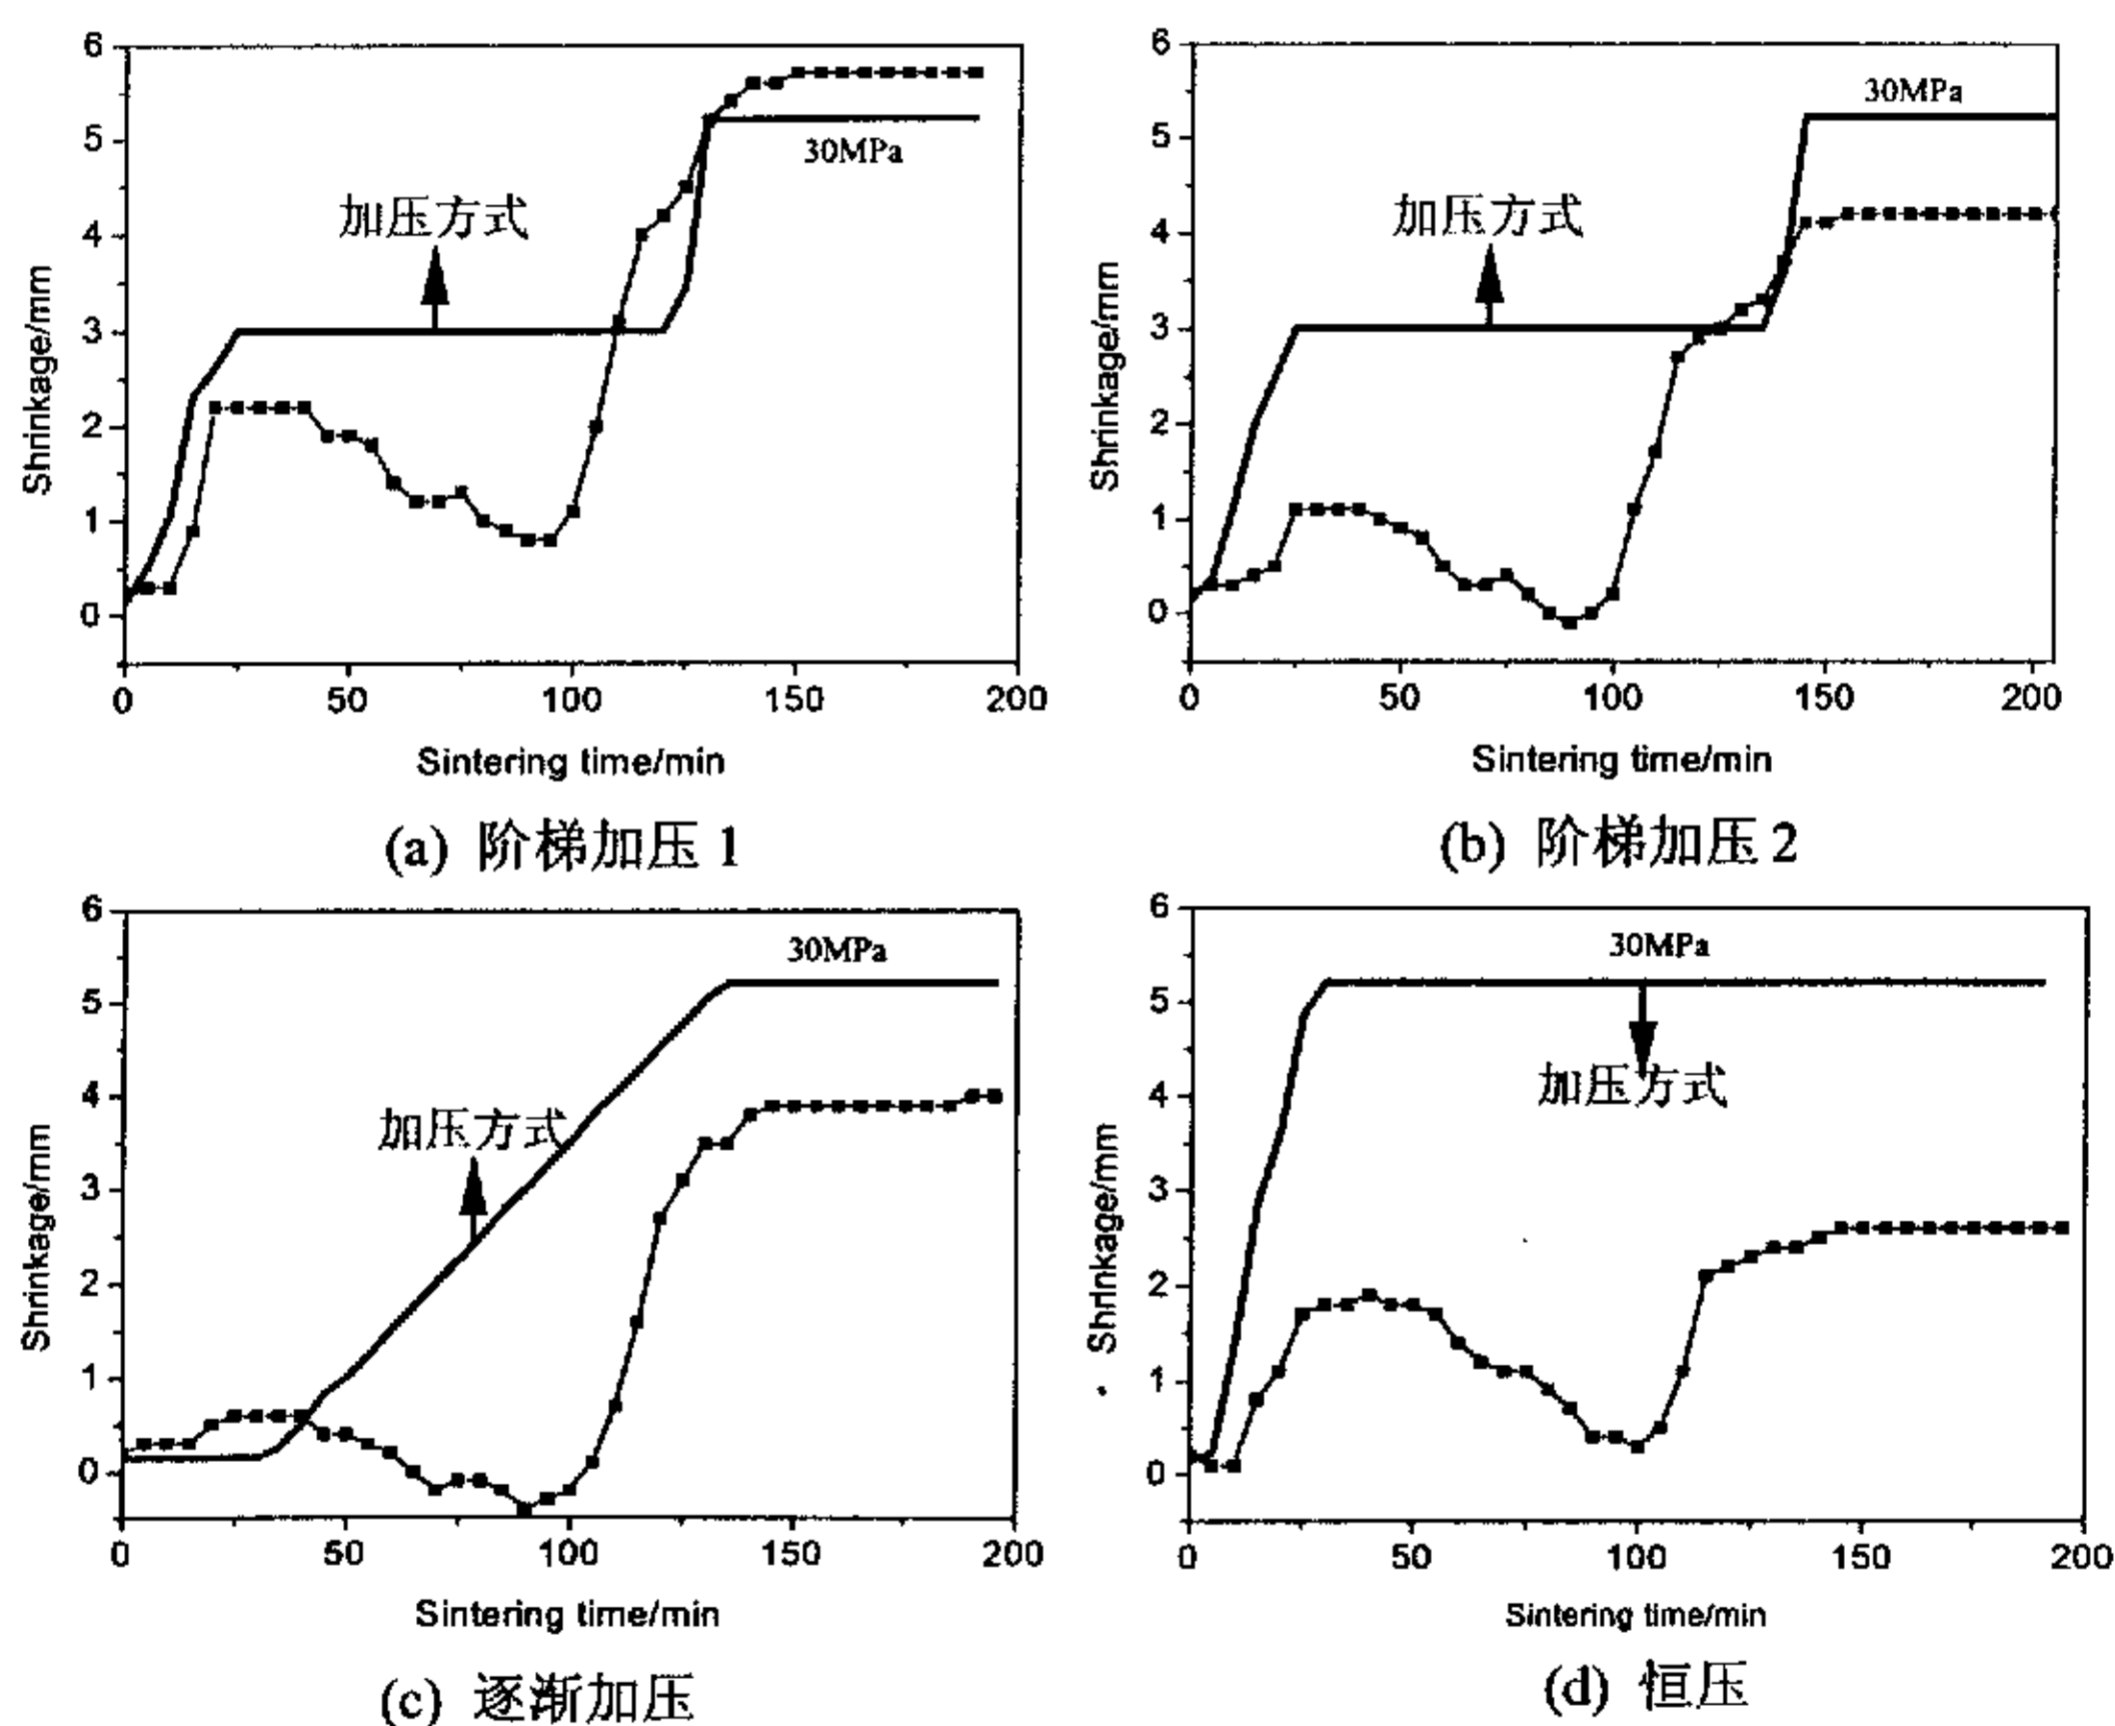 6
5
4
3
2
1
0
Shrinkage/mm
加压方式
30MPa
0 50 100 150 200
Sintering time/min
(a) 阶梯加压 1
6
5
4
3
2
1
0
Shrinkage/mm
30MPa
加压方式
0 50 100 150 200
Sintering time/min
(b) 阶梯加压 2
6
5
4
3
2
1
0
Shrinkage/mm
30MPa
加压方式
0 50 100 150 200
Sintering time/min
(c) 逐渐加压
6
5
4
3
2
1
0
Shrinkage/mm
30MPa
加压方式
0 50 100 150 200
Sintering time/min
(d) 恒压